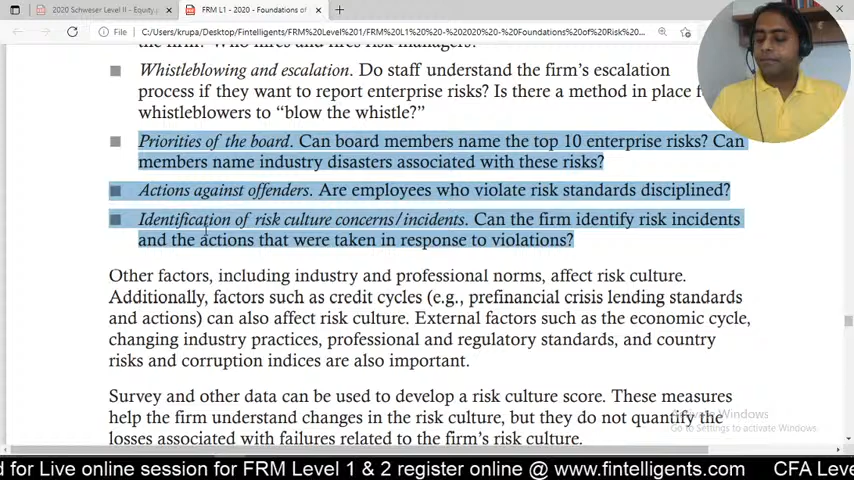 2020 Schweser Level II - Equity.p
FRM L1 - 2020 - Foundations of
File
C:/Users/krupa/Desktop/Fintelligents/FRM%20Level%201/FRM%20L1%20-%202020%20-Foundations%20of%20Risk...
the firm? Who hires and fires risk managers?
Whistleblowing and escalation. Do staff understand the firm's escalation
process if they want to report enterprise risks? Is there a method in place f
whistleblowers to "blow the whistle?"
Priorities of the board. Can board members name the top 10 enterprise risks? Can
members name industry disasters associated with these risks?
Actions against offenders. Are employees who violate risk standards disciplined?
Identification of risk culture concerns/incidents. Can the firm identify risk incidents
and the actions that were taken in response to violations?
Other factors, including industry and professional norms, affect risk culture.
Additionally, factors such as credit cycles (e.g., prefinancial crisis lending standards
and actions) can also affect risk culture. External factors such as the economic cycle,
changing industry practices, professional and regulatory standards, and country
risks and corruption indices are also important.
Survey and other data can be used to develop a risk culture score. These measures
help the firm understand changes in the risk culture, but they do not quantify the
losses associated with failures related to the firm's risk culture.
Activate Windows
Go to Settings to activate Windows.
d for Live online session for FRM Level 1 & 2 register online @ www.fintelligents.com CFA Leve